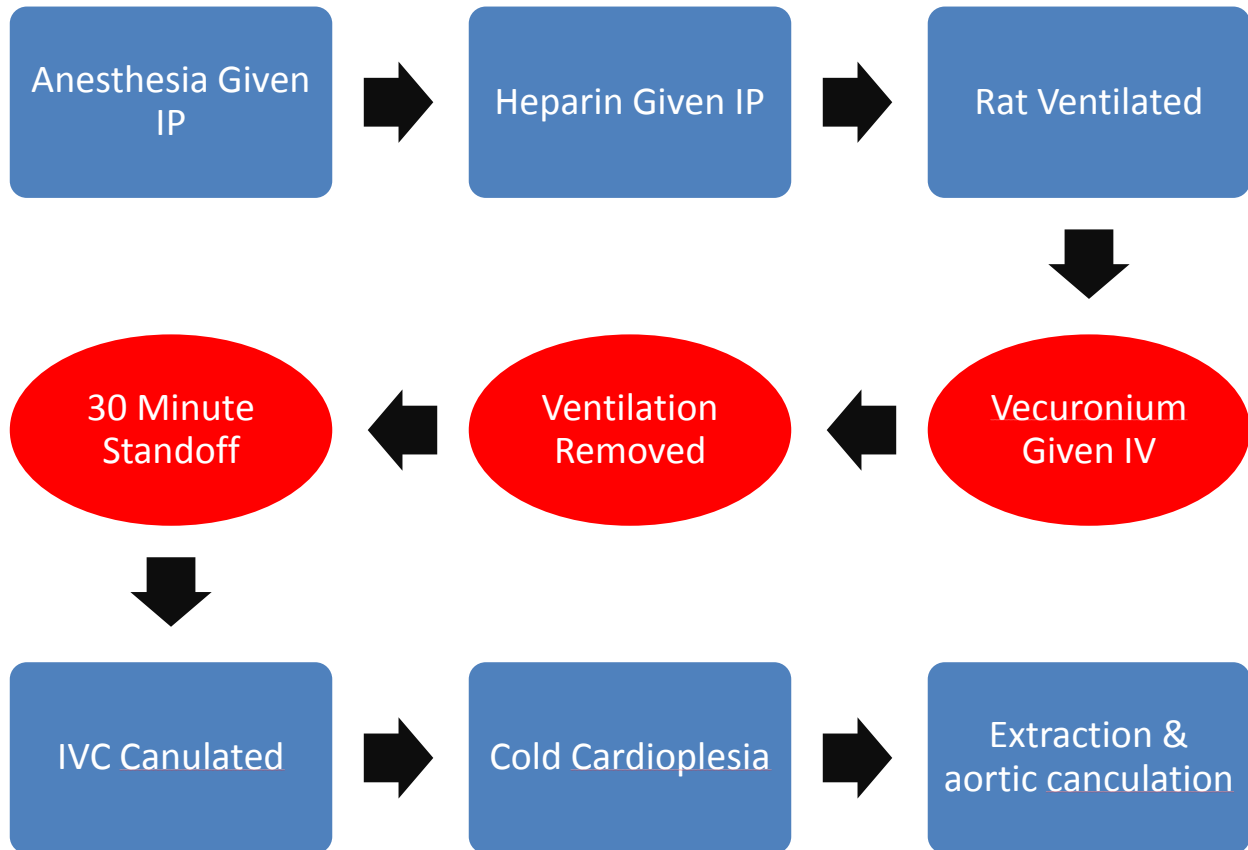 Anesthesia Given
IP
Heparin Given IP
Rat Ventilated
Vecuronium
Given IV
Ventilation
Removed
30 Minute
Standoff
IVC Canulated
Cold Cardioplesia
Extraction &
aortic canculation